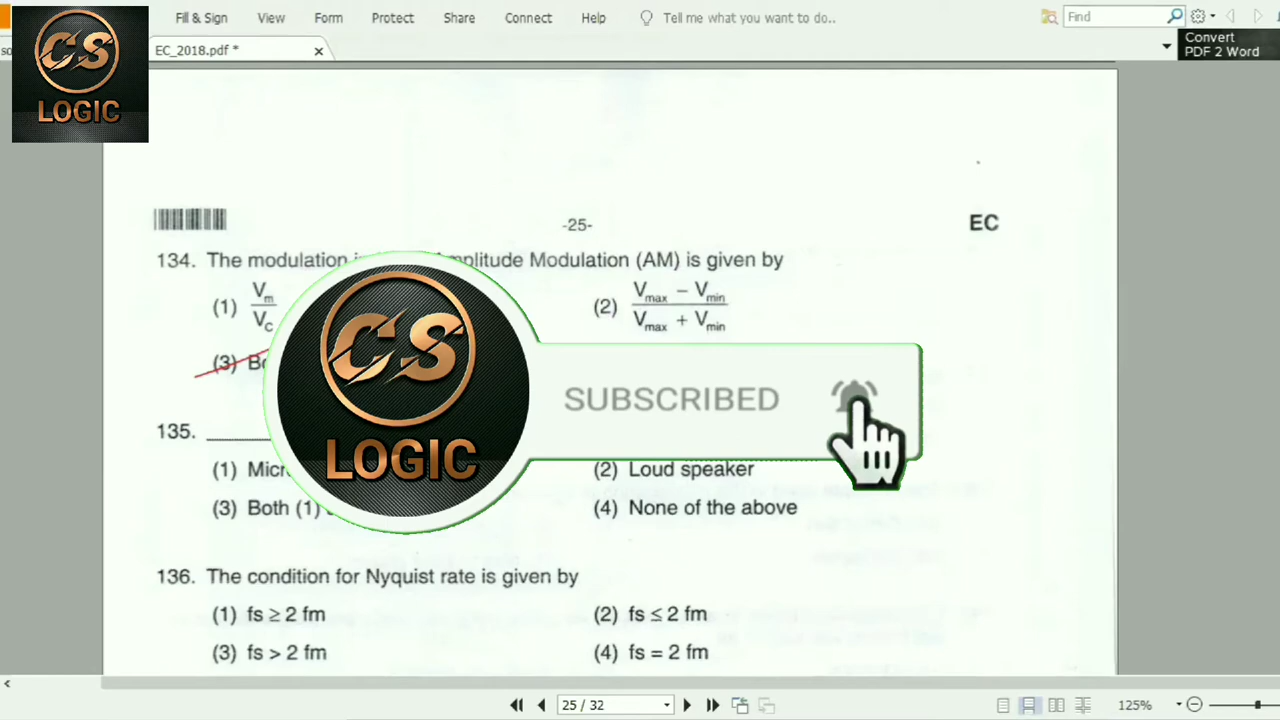 Fill & Sign View Form Protect Share Connect Help Tell me what you want to do.. Find
Convert
PDF 2 Word
EC_2018.pdf *
CS
LOGIC
-25- EC
134. The modulation Amplitude Modulation (AM) is given by
(1) Vm / Vc (2) Vmax − Vmin / Vmax + Vmin
(3)
135.
(1) (2) Loud speaker
(3) Both (1) (4) None of the above
CS
LOGIC
SUBSCRIBED
136. The condition for Nyquist rate is given by
(1) fs ≥ 2 fm (2) fs ≤ 2 fm
(3) fs > 2 fm (4) fs = 2 fm
25 / 32 125%